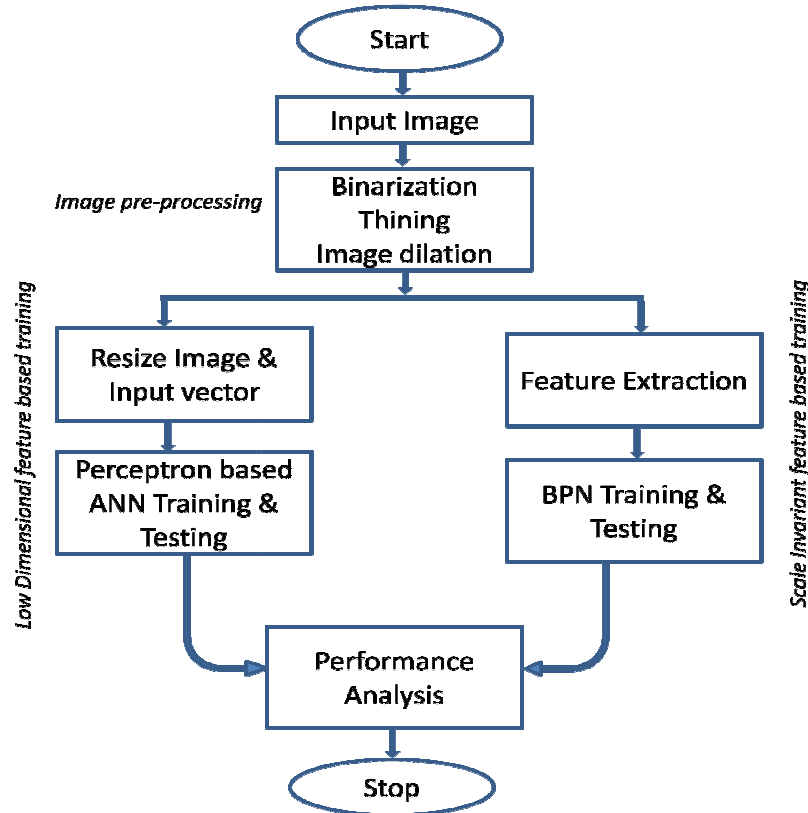 Start
Input Image
Image pre-processing
Binarization
Thining
Image dilation
Low Dimensional feature based training
Resize Image &
Input vector
Perceptron based
ANN Training &
Testing
Feature Extraction
BPN Training &
Testing
Scale Invariant feature based training
Performance
Analysis
Stop